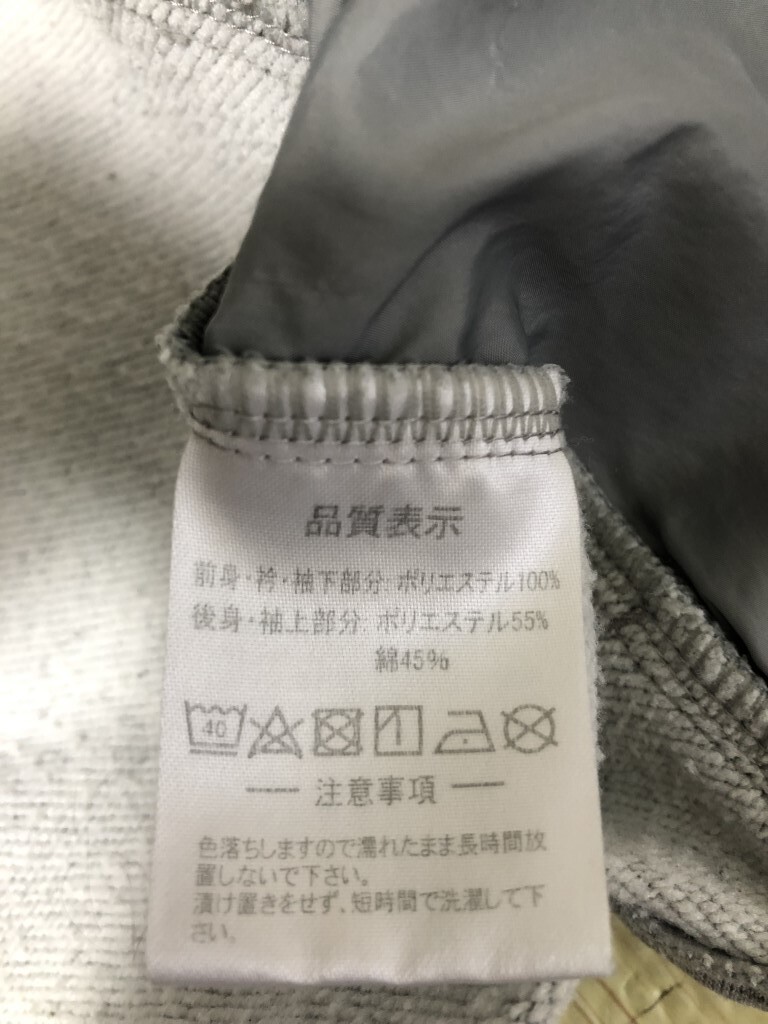 品質表示
前身・衿・袖下部分: ポリエステル100%
後身・袖上部分: ポリエステル55%
綿45%
40
注意事項
色落ちしますので濡れたまま長時間放
置しないで下さい。
漬け置きをせず、短時間で洗濯して下
さい。